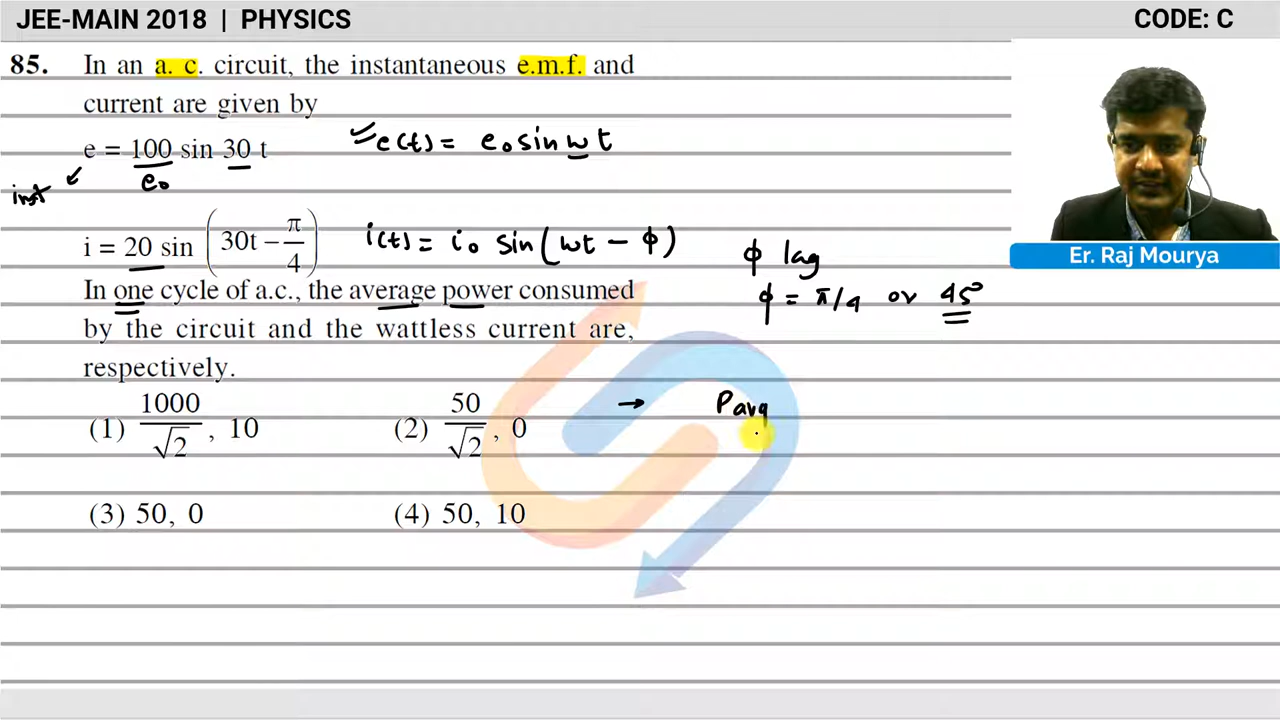 JEE-MAIN 2018 | PHYSICS
CODE: C
85. In an a. c. circuit, the instantaneous e.m.f. and
current are given by
e = 100 sin 30 t
e(t) = e₀ sin ωt
inst
e₀
i = 20 sin (30t − π/4)
i(t) = i₀ sin(ωt − ϕ)
ϕ lag
ϕ = π/4 or 45°
In one cycle of a.c., the average power consumed
by the circuit and the wattless current are,
respectively.
(1) 1000/√2 , 10
(2) 50/√2 , 0
→ Pavg
(3) 50, 0
(4) 50, 10
Er. Raj Mourya